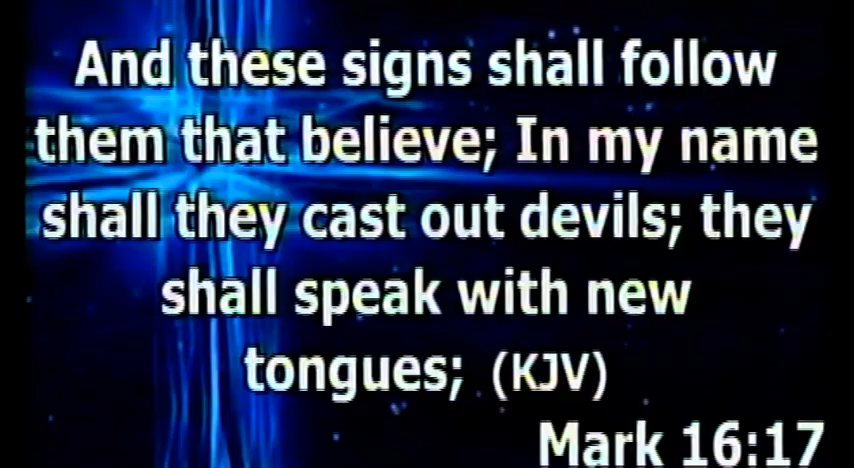 And these signs shall follow
them that believe; In my name
shall they cast out devils; they
shall speak with new
tongues; (KJV)
Mark 16:17